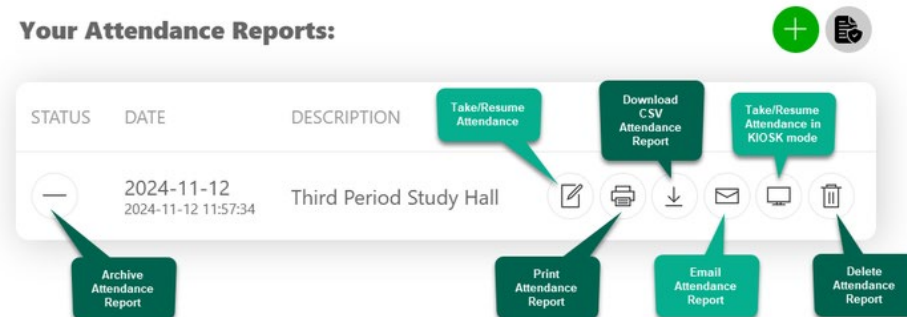 Your Attendance Reports:
STATUS DATE DESCRIPTION
Take/Resume
Attendance
Download
CSV
Attendance
Report
Take/Resume
Attendance in
KIOSK mode
2024-11-12
2024-11-12 11:57:34
Third Period Study Hall
Archive
Attendance
Report
Print
Attendance
Report
Email
Attendance
Report
Delete
Attendance
Report